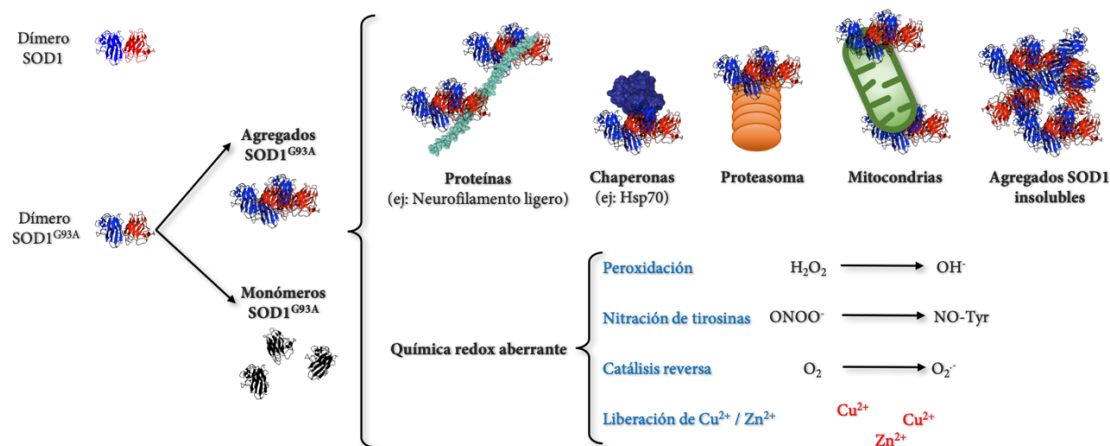 Dímero
SOD1
Agregados
SOD1ᴳ⁹³ᴬ
Dímero
SOD1ᴳ⁹³ᴬ
Monómeros
SOD1ᴳ⁹³ᴬ
Proteínas
(ej: Neurofilamento ligero)
Chaperonas
(ej: Hsp70)
Proteasoma
Mitocondrias
Agregados SOD1
insolubles
Química redox aberrante
Peroxidación H₂O₂ OH⁻
Nitración de tirosinas ONOO⁻ NO-Tyr
Catálisis reversa O₂ O₂·⁻
Liberación de Cu²⁺ / Zn²⁺ Cu²⁺ Cu²⁺
Zn²⁺